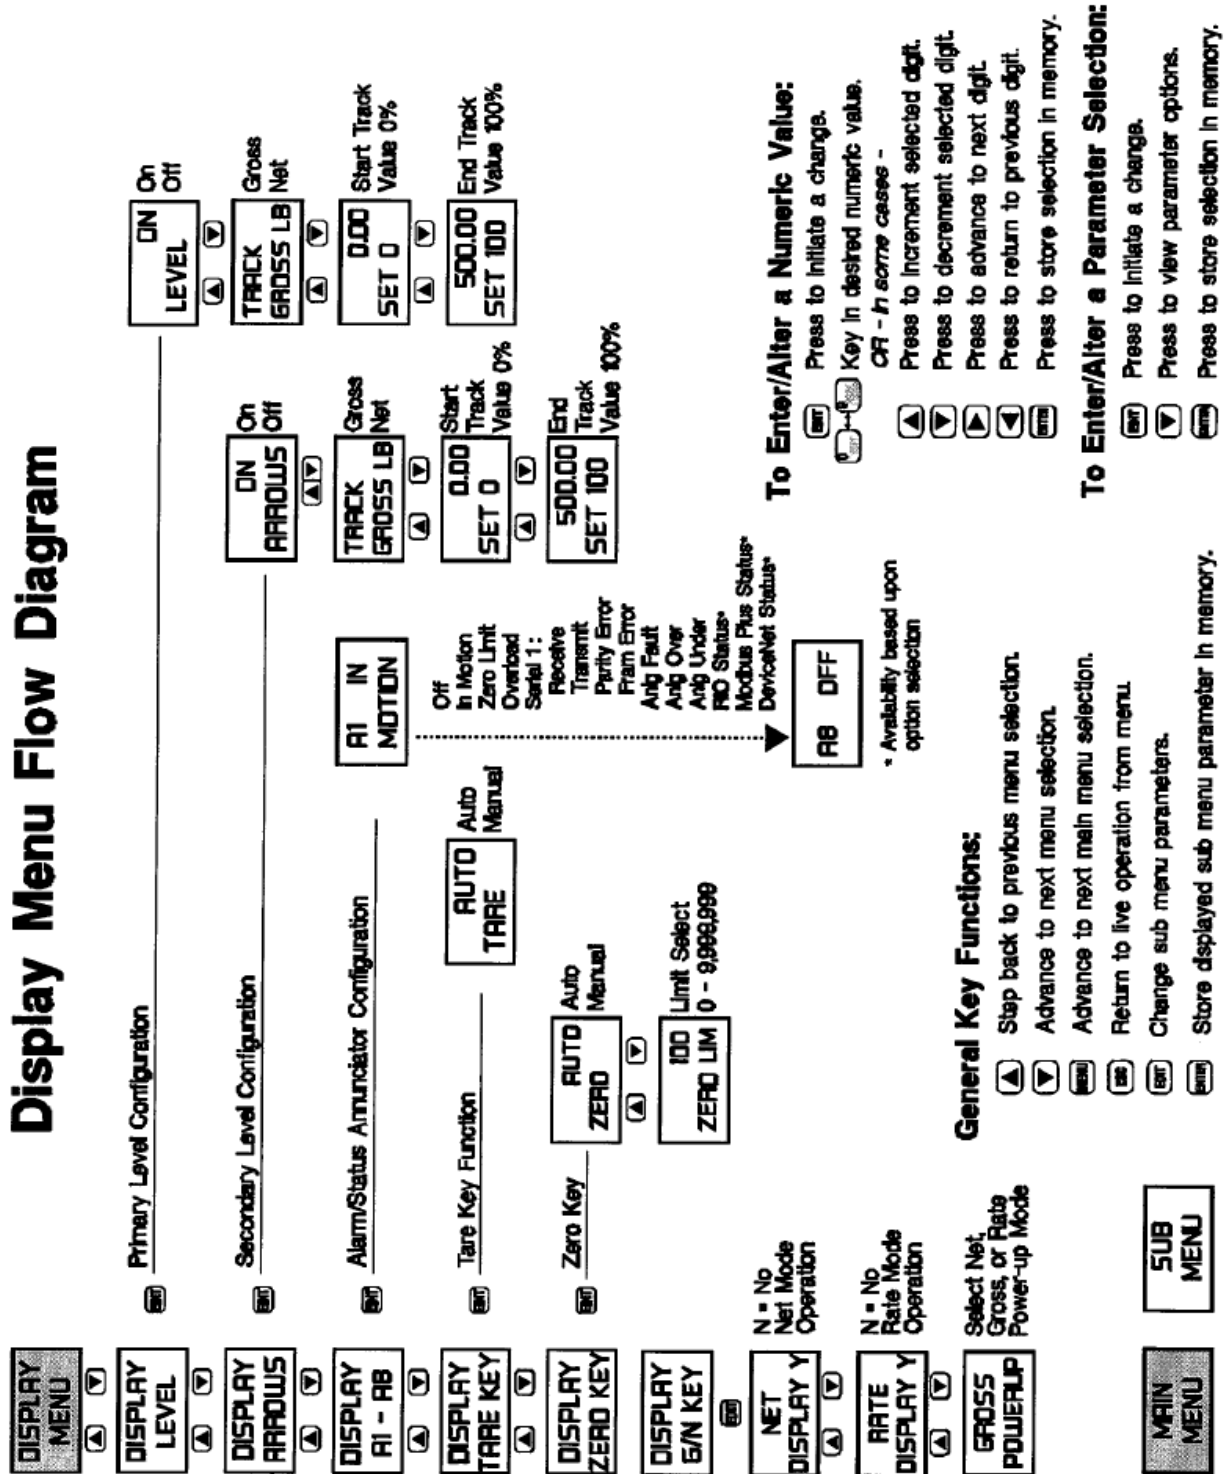 Display Menu Flow Diagram
DISPLAY
MENU
DISPLAY
LEVEL
EDIT
Primary Level Configuration
ON
LEVEL
On
Off
TRACK
GROSS LB
Gross
Net
0.00
SET 0
Start Track
Value 0%
500.00
SET 100
End Track
Value 100%
DISPLAY
ARROWS
EDIT
Secondary Level Configuration
ON
ARROWS
On
Off
TRACK
GROSS LB
Gross
Net
0.00
SET 0
Start
Track
Value 0%
500.00
SET 100
End
Track
Value 100%
DISPLAY
A1 - A8
EDIT
Alarm/Status Annunciator Configuration
A1 IN
MOTION
Off
In Motion
Zero Limit
Overload
Serial 1:
Receive
Transmit
Parity Error
Fram Error
Anlg Fault
Anlg Over
Anlg Under
RIO Status*
Modbus Plus Status*
DeviceNet Status*
A8 OFF
* Availability based upon
option selection
DISPLAY
TARE KEY
EDIT
Tare Key Function
AUTO
TARE
Auto
Manual
DISPLAY
ZERO KEY
EDIT
Zero Key
AUTO
ZERO
Auto
Manual
100
ZERO LIM
Limit Select
0 - 9,999,999
DISPLAY
G/N KEY
EDIT
NET
DISPLAY Y
N = No
Net Mode
Operation
RATE
DISPLAY Y
N = No
Rate Mode
Operation
GROSS
POWERUP
Select Net,
Gross, or Rate
Power-up Mode
MAIN
MENU
SUB
MENU
General Key Functions:
▲ Step back to previous menu selection.
▼ Advance to next menu selection.
MENU Advance to next main menu selection.
ESC Return to live operation from menu.
EDIT Change sub menu parameters.
ENTER Store displayed sub menu parameter in memory.
To Enter/Alter a Numeric Value:
EDIT Press to initiate a change.
Key in desired numeric value.
OR - In some cases -
▲ Press to increment selected digit.
▼ Press to decrement selected digit.
▶ Press to advance to next digit.
◀ Press to return to previous digit.
ENTER Press to store selection in memory.
To Enter/Alter a Parameter Selection:
EDIT Press to initiate a change.
▼ Press to view parameter options.
ENTER Press to store selection in memory.